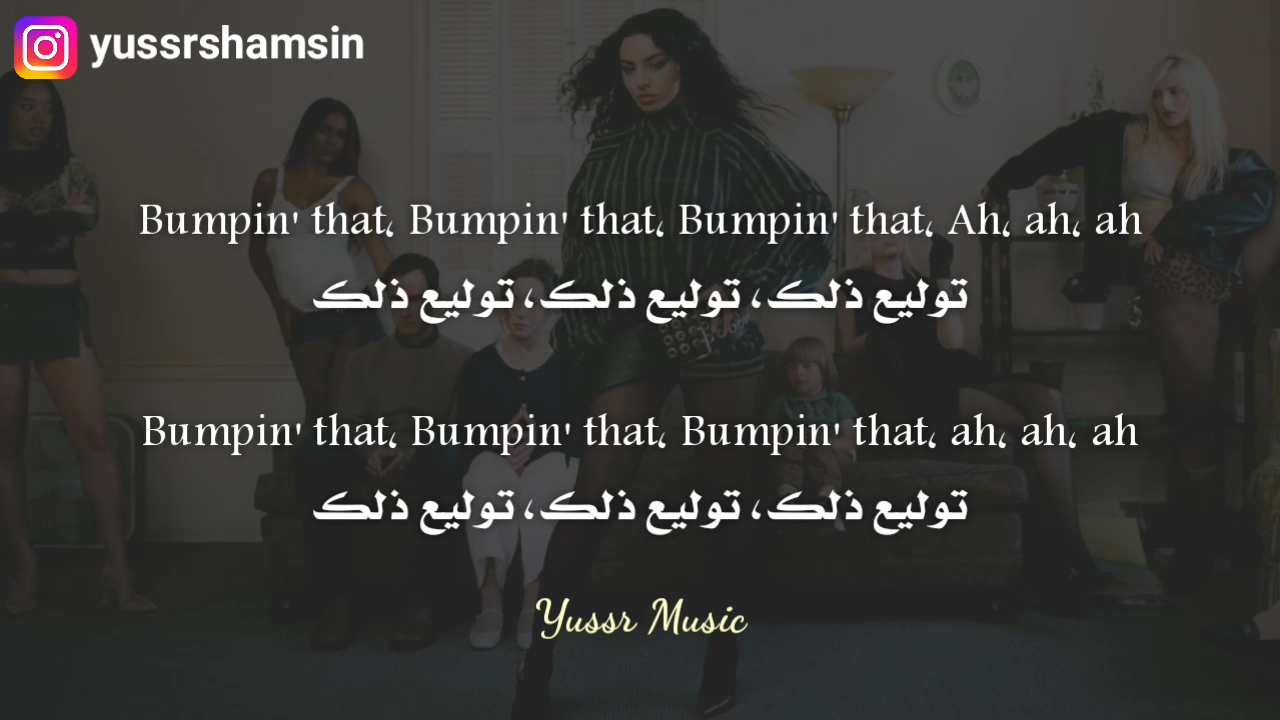 yussrshamsin
Bumpin' that، Bumpin' that، Bumpin' that، Ah، ah، ah
توليع ذلك، توليع ذلك، توليع ذلك
Bumpin' that، Bumpin' that، Bumpin' that، ah، ah، ah
توليع ذلك، توليع ذلك، توليع ذلك
Yussr Music